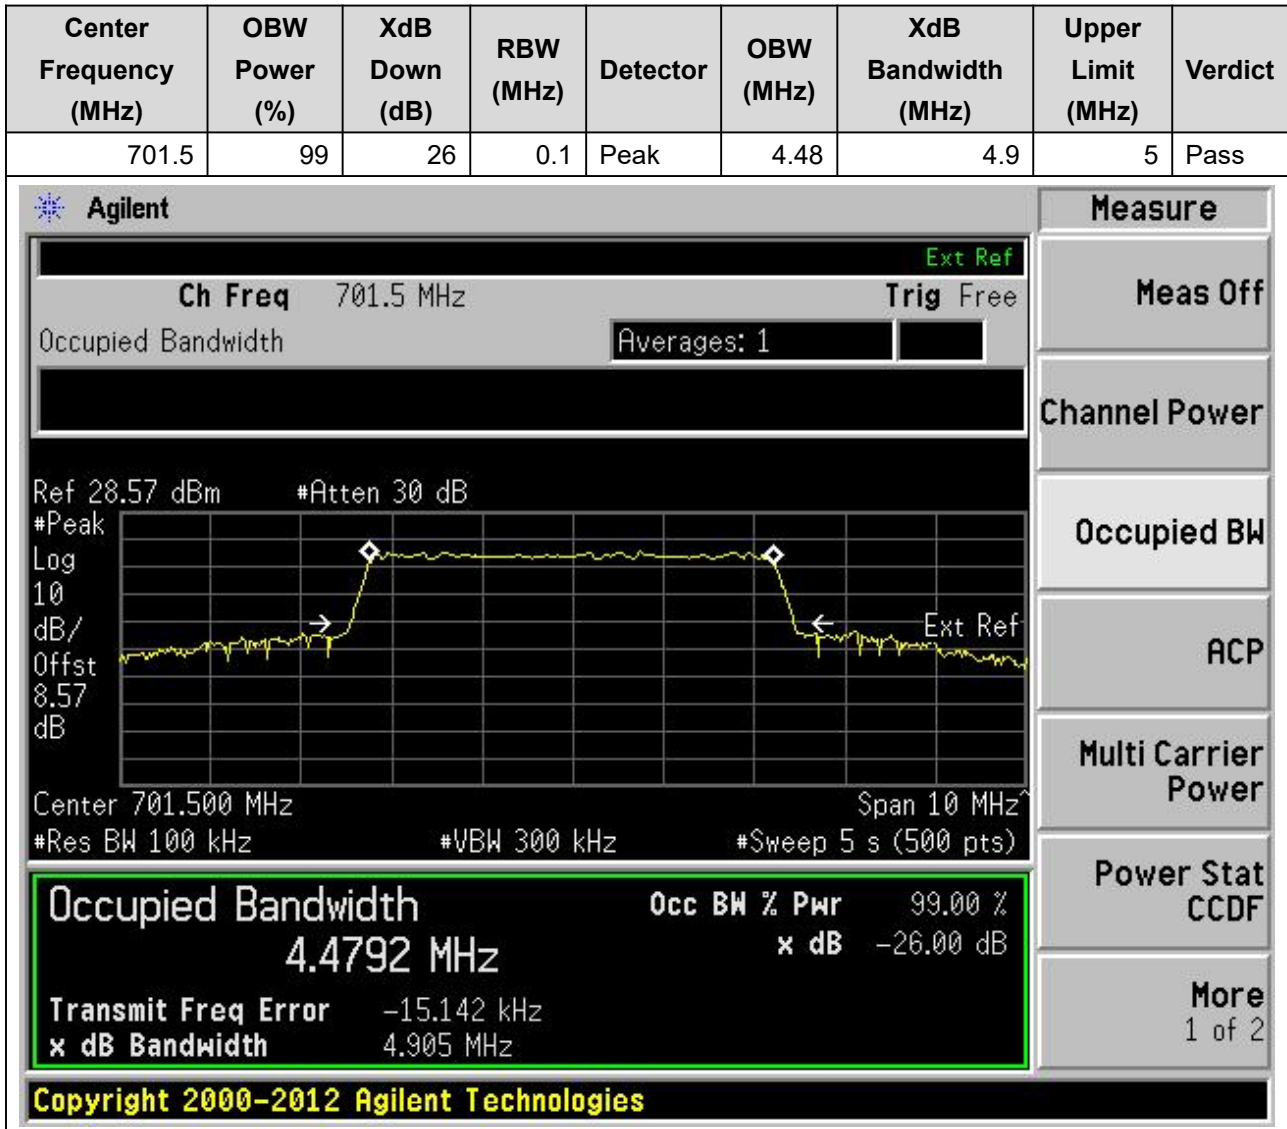 Center Frequency (MHz) OBW Power (%) XdB Down (dB) RBW (MHz) Detector OBW (MHz) XdB Bandwidth (MHz) Upper Limit (MHz) Verdict
701.5 99 26 0.1 Peak 4.48 4.9 5 Pass
Agilent
Measure
Ext Ref
Ch Freq 701.5 MHz Trig Free
Meas Off
Occupied Bandwidth Averages: 1
Channel Power
Ref 28.57 dBm #Atten 30 dB
#Peak
Log
10
dB/
Offst
8.57
dB
Ext Ref
Occupied BW
ACP
Center 701.500 MHz Span 10 MHz^
#Res BW 100 kHz #VBW 300 kHz #Sweep 5 s (500 pts)
Multi Carrier
Power
Occupied Bandwidth Occ BW % Pwr 99.00 %
4.4792 MHz x dB -26.00 dB
Power Stat
CCDF
Transmit Freq Error -15.142 kHz
x dB Bandwidth 4.905 MHz
More
1 of 2
Copyright 2000-2012 Agilent Technologies